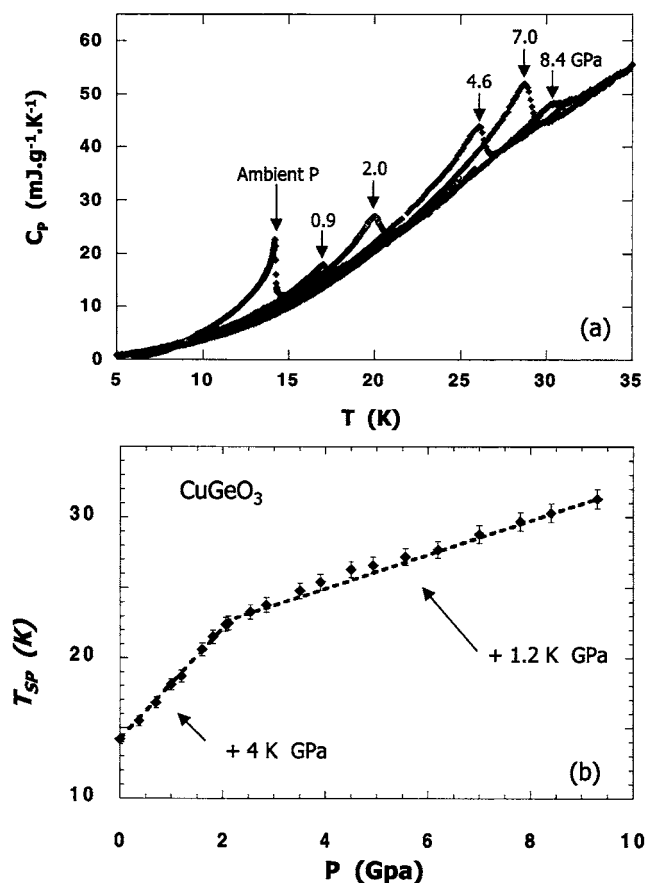 60
50
40
30
20
10
0
C_P (mJ.g⁻¹.K⁻¹)
Ambient P
0.9
2.0
4.6
7.0
8.4 GPa
(a)
5 10 15 20 25 30 35
T (K)
CuGeO₃
30
20
10
T_SP (K)
+ 1.2 K GPa
+ 4 K GPa
(b)
0 2 4 6 8 10
P (Gpa)